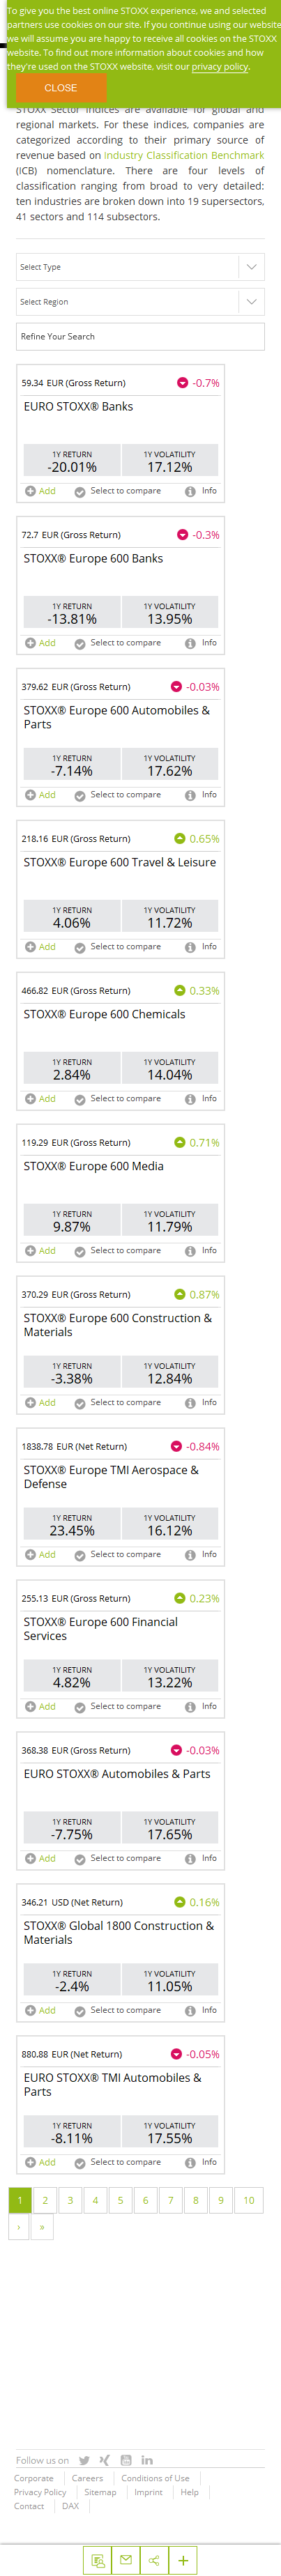 To give you the best online STOXX experience, we and selected
partners use cookies on our site. If you continue using our website
we will assume you are happy to receive all cookies on the STOXX
website. To find out more information about cookies and how
they're used on the STOXX website, visit our privacy policy.
CLOSE
STOXX Sector indices are available for global and
regional markets. For these indices, companies are
categorized according to their primary source of
revenue based on Industry Classification Benchmark
(ICB) nomenclature. There are four levels of
classification ranging from broad to very detailed:
ten industries are broken down into 19 supersectors,
41 sectors and 114 subsectors.
Select Type
Select Region
Refine Your Search
59.34 EUR (Gross Return) -0.7%
EURO STOXX® Banks
1Y RETURN 1Y VOLATILITY
-20.01% 17.12%
Add Select to compare Info
72.7 EUR (Gross Return) -0.3%
STOXX® Europe 600 Banks
1Y RETURN 1Y VOLATILITY
-13.81% 13.95%
Add Select to compare Info
379.62 EUR (Gross Return) -0.03%
STOXX® Europe 600 Automobiles &
Parts
1Y RETURN 1Y VOLATILITY
-7.14% 17.62%
Add Select to compare Info
218.16 EUR (Gross Return) 0.65%
STOXX® Europe 600 Travel & Leisure
1Y RETURN 1Y VOLATILITY
4.06% 11.72%
Add Select to compare Info
466.82 EUR (Gross Return) 0.33%
STOXX® Europe 600 Chemicals
1Y RETURN 1Y VOLATILITY
2.84% 14.04%
Add Select to compare Info
119.29 EUR (Gross Return) 0.71%
STOXX® Europe 600 Media
1Y RETURN 1Y VOLATILITY
9.87% 11.79%
Add Select to compare Info
370.29 EUR (Gross Return) 0.87%
STOXX® Europe 600 Construction &
Materials
1Y RETURN 1Y VOLATILITY
-3.38% 12.84%
Add Select to compare Info
1838.78 EUR (Net Return) -0.84%
STOXX® Europe TMI Aerospace &
Defense
1Y RETURN 1Y VOLATILITY
23.45% 16.12%
Add Select to compare Info
255.13 EUR (Gross Return) 0.23%
STOXX® Europe 600 Financial
Services
1Y RETURN 1Y VOLATILITY
4.82% 13.22%
Add Select to compare Info
368.38 EUR (Gross Return) -0.03%
EURO STOXX® Automobiles & Parts
1Y RETURN 1Y VOLATILITY
-7.75% 17.65%
Add Select to compare Info
346.21 USD (Net Return) 0.16%
STOXX® Global 1800 Construction &
Materials
1Y RETURN 1Y VOLATILITY
-2.4% 11.05%
Add Select to compare Info
880.88 EUR (Net Return) -0.05%
EURO STOXX® TMI Automobiles &
Parts
1Y RETURN 1Y VOLATILITY
-8.11% 17.55%
Add Select to compare Info
1 2 3 4 5 6 7 8 9 10
› »
Follow us on
Corporate Careers Conditions of Use
Privacy Policy Sitemap Imprint Help
Contact DAX